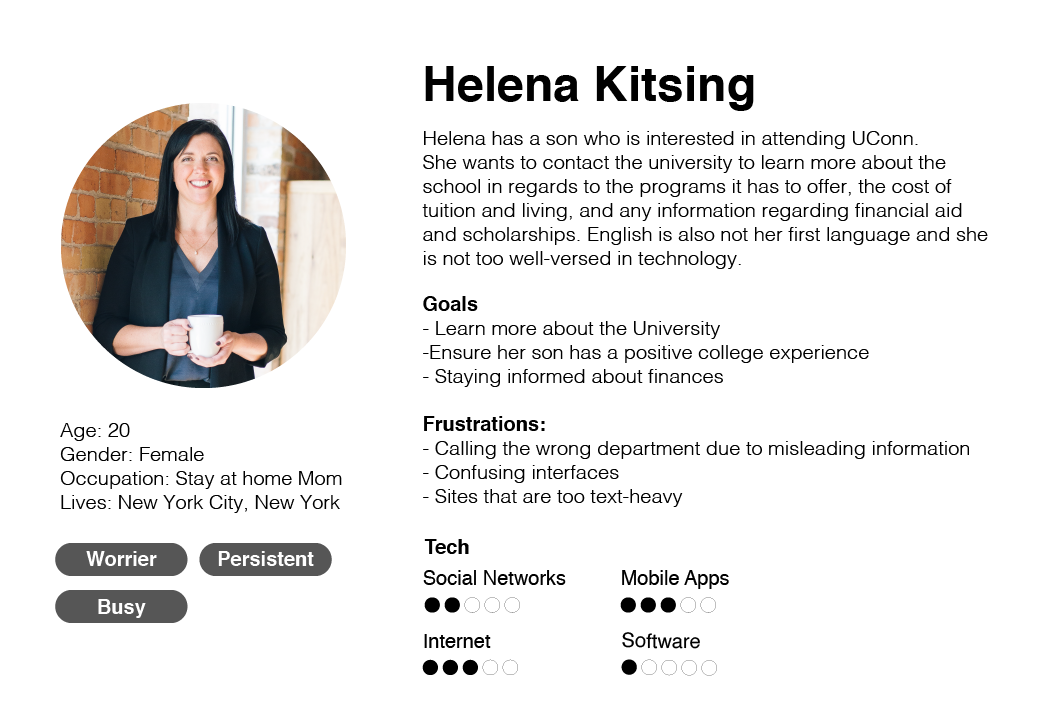 Helena Kitsing
Helena has a son who is interested in attending UConn.
She wants to contact the university to learn more about the
school in regards to the programs it has to offer, the cost of
tuition and living, and any information regarding financial aid
and scholarships. English is also not her first language and she
is not too well-versed in technology.
Goals
- Learn more about the University
-Ensure her son has a positive college experience
- Staying informed about finances
Frustrations:
- Calling the wrong department due to misleading information
- Confusing interfaces
- Sites that are too text-heavy
Tech
Social Networks
Mobile Apps
Internet
Software
Age: 20
Gender: Female
Occupation: Stay at home Mom
Lives: New York City, New York
Worrier
Persistent
Busy